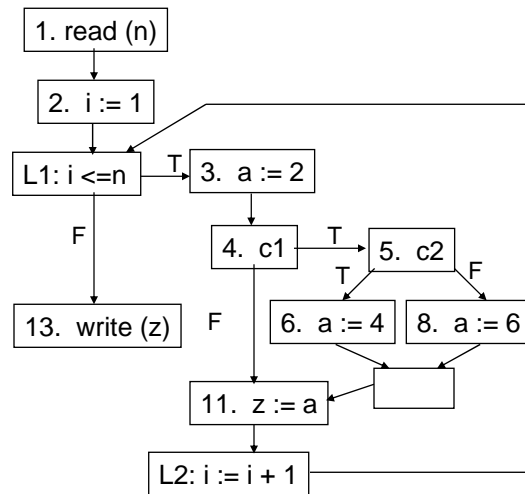 1. read (n)
2. i := 1
L1: i <=n
T
3. a := 2
4. c1
T
5. c2
F
T
F
13. write (z)
F
6. a := 4
8. a := 6
11. z := a
L2: i := i + 1